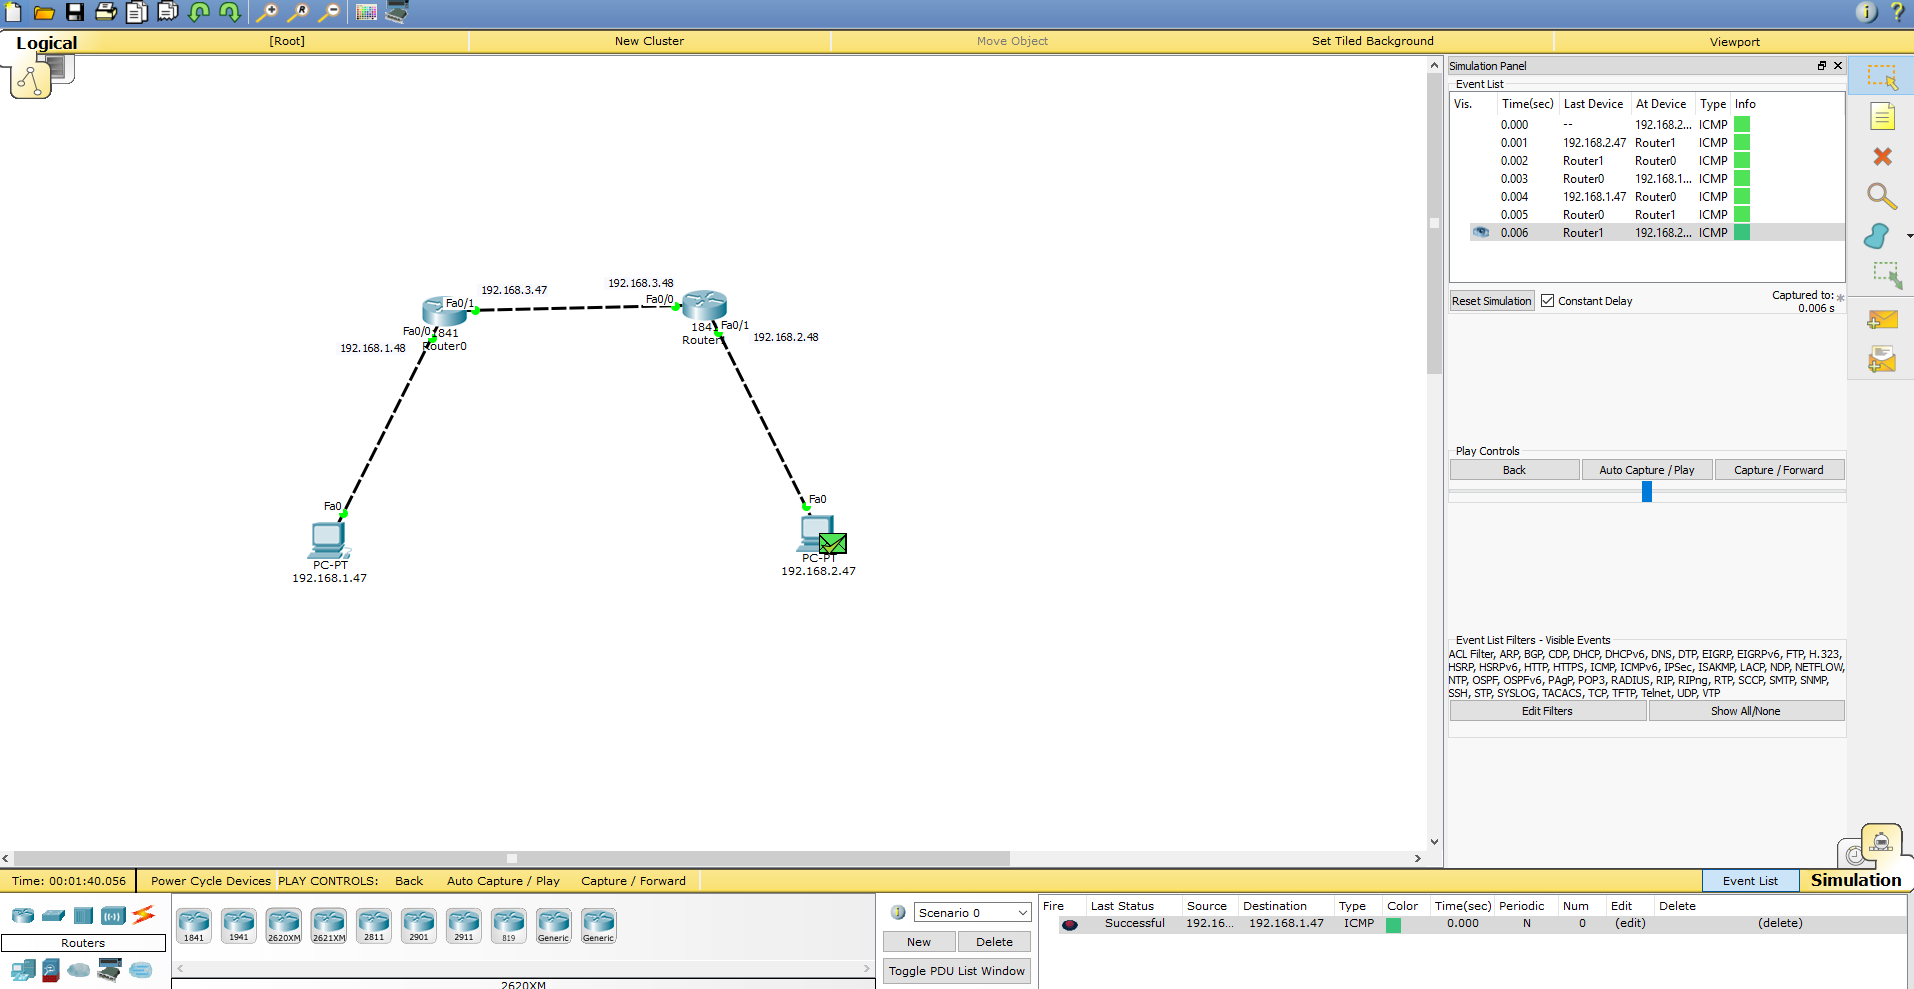 Logical
[Root]
New Cluster
Move Object
Set Tiled Background
Viewport
Simulation Panel
Event List
Vis. Time(sec) Last Device At Device Type Info
0.000 -- 192.168.2... ICMP
0.001 192.168.2.47 Router1 ICMP
0.002 Router1 Router0 ICMP
0.003 Router0 192.168.1... ICMP
0.004 192.168.1.47 Router0 ICMP
0.005 Router0 Router1 ICMP
0.006 Router1 192.168.2... ICMP
Reset Simulation Constant Delay Captured to: *
0.006 s
192.168.3.47
192.168.3.48
Fa0/1
Fa0/0
Fa0/0
1841
Router0
192.168.1.48
1841
Fa0/1
Router1
192.168.2.48
Fa0
PC-PT
192.168.1.47
Fa0
PC-PT
192.168.2.47
Play Controls
Back Auto Capture / Play Capture / Forward
Event List Filters - Visible Events
ACL Filter, ARP, BGP, CDP, DHCP, DHCPv6, DNS, DTP, EIGRP, EIGRPv6, FTP, H.323,
HSRP, HSRPv6, HTTP, HTTPS, ICMP, ICMPv6, IPSec, ISAKMP, LACP, NDP, NETFLOW,
NTP, OSPF, OSPFv6, PAgP, POP3, RADIUS, RIP, RIPng, RTP, SCCP, SMTP, SNMP,
SSH, STP, SYSLOG, TACACS, TCP, TFTP, Telnet, UDP, VTP
Edit Filters Show All/None
Time: 00:01:40.056 Power Cycle Devices PLAY CONTROLS: Back Auto Capture / Play Capture / Forward
Event List Simulation
Routers
1841 1941 2620XM 2621XM 2811 2901 2911 819 Generic Generic
2620XM
Scenario 0
New Delete
Toggle PDU List Window
Fire Last Status Source Destination Type Color Time(sec) Periodic Num Edit Delete
Successful 192.16... 192.168.1.47 ICMP 0.000 N 0 (edit) (delete)